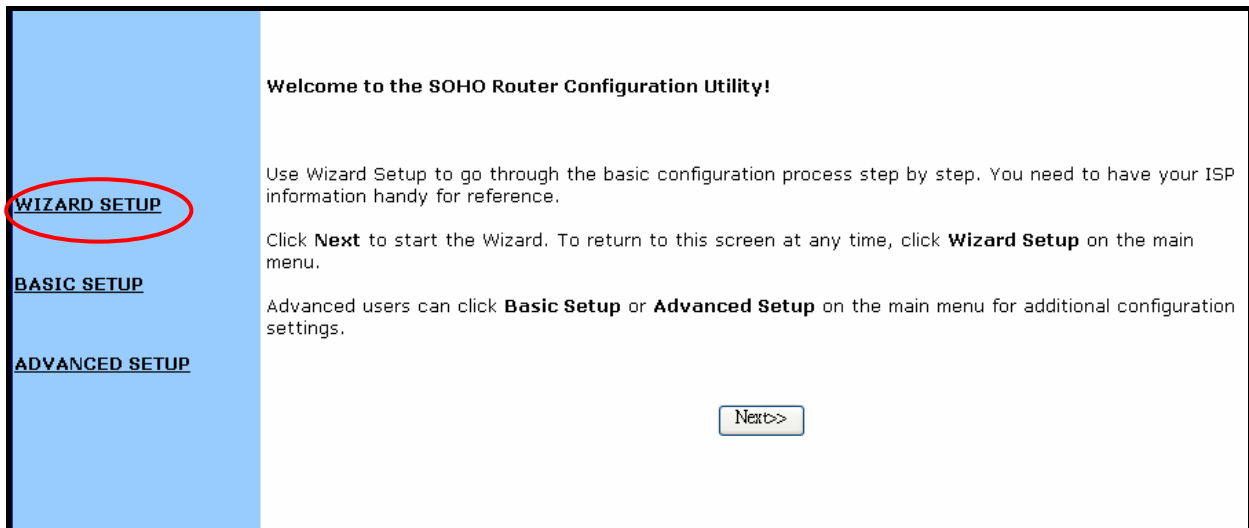 Welcome to the SOHO Router Configuration Utility!
WIZARD SETUP
BASIC SETUP
ADVANCED SETUP
Use Wizard Setup to go through the basic configuration process step by step. You need to have your ISP
information handy for reference.
Click Next to start the Wizard. To return to this screen at any time, click Wizard Setup on the main
menu.
Advanced users can click Basic Setup or Advanced Setup on the main menu for additional configuration
settings.
Next>>